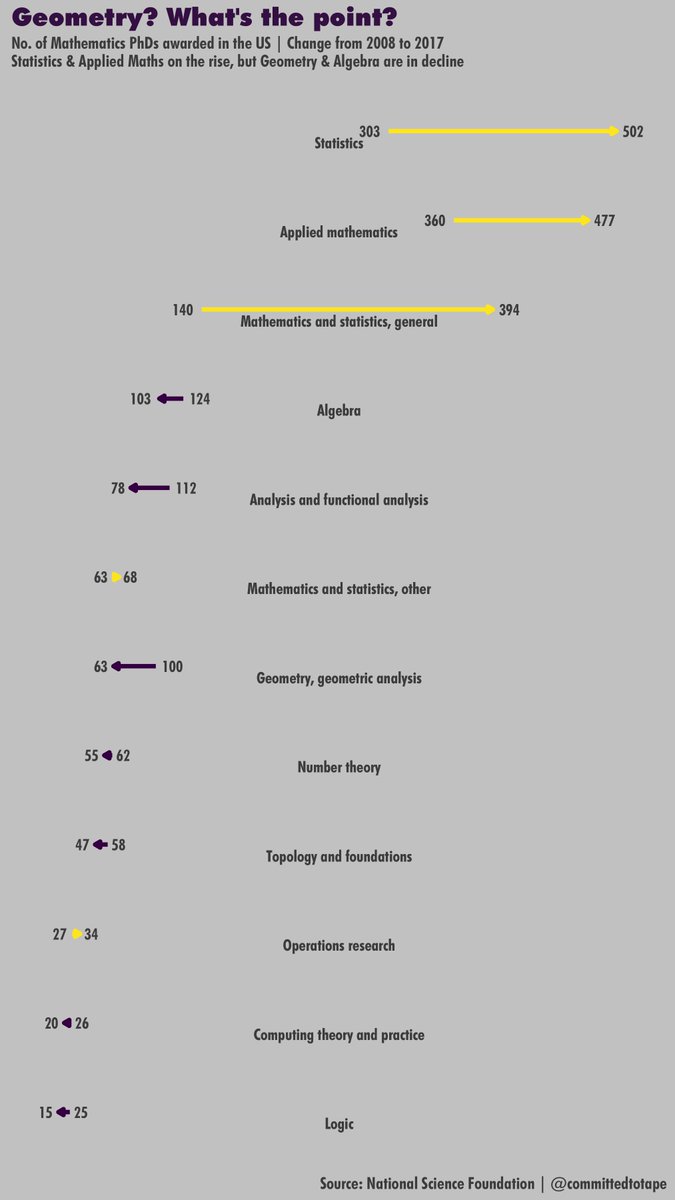 Geometry? What's the point?
No. of Mathematics PhDs awarded in the US | Change from 2008 to 2017
Statistics & Applied Maths on the rise, but Geometry & Algebra are in decline
303 502
Statistics
360 477
Applied mathematics
140 394
Mathematics and statistics, general
103 124
Algebra
78 112
Analysis and functional analysis
63 68
Mathematics and statistics, other
63 100
Geometry, geometric analysis
55 62
Number theory
47 58
Topology and foundations
27 34
Operations research
20 26
Computing theory and practice
15 25
Logic
Source: National Science Foundation | @committedtotape